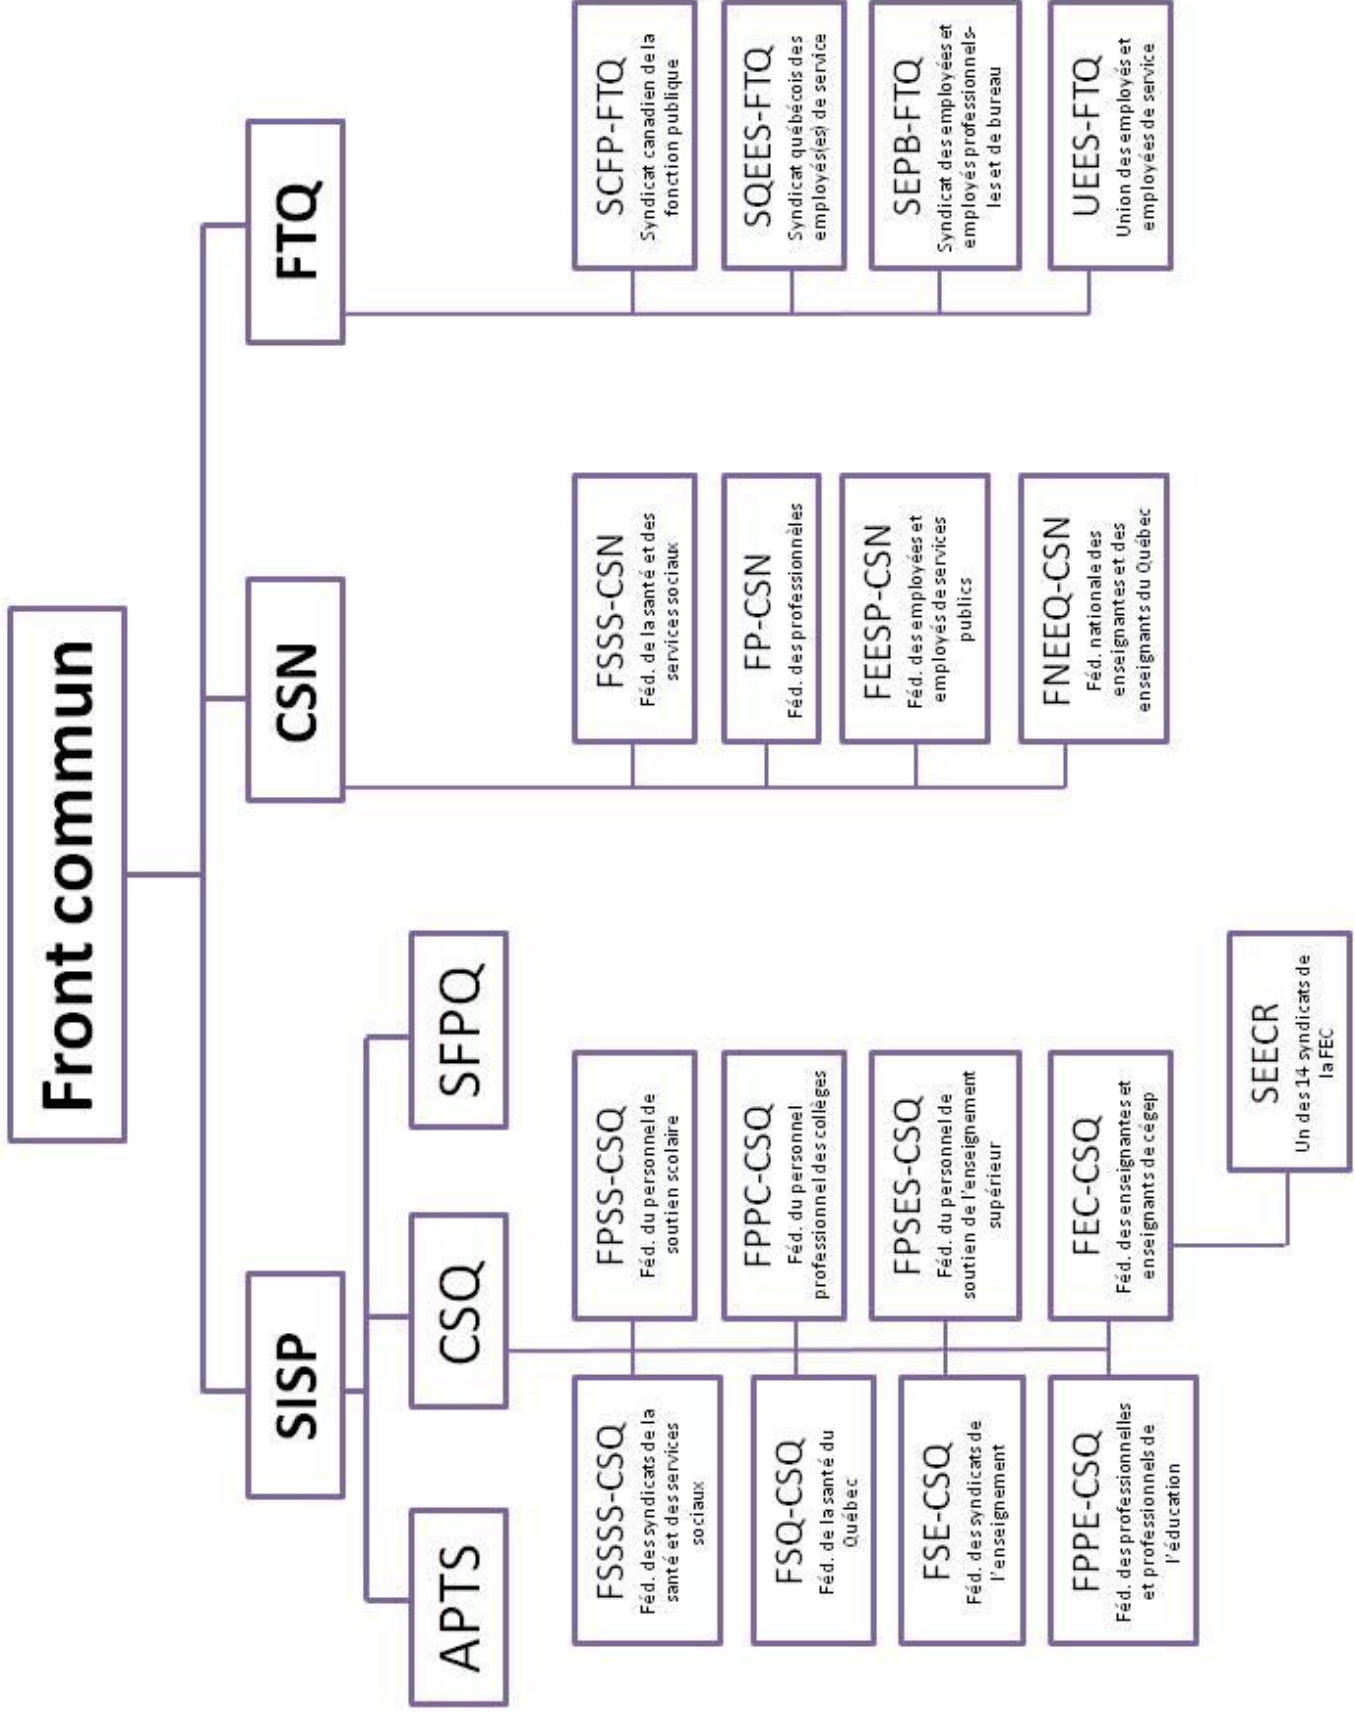 Front commun
SISP
CSN
FTQ
APTS
CSQ
SFPQ
FSSSS-CSQ
Féd. des syndicats de la
santé et des services
sociaux
FPSS-CSQ
Féd. du personnel de
soutien scolaire
FSQ-CSQ
Féd. de la santé du
Québec
FPPC-CSQ
Féd. du personnel
professionnel des collèges
FSE-CSQ
Féd. des syndicats de
l'enseignement
FPSES-CSQ
Féd. du personnel de
soutien de l'enseignement
supérieur
FPPE-CSQ
Féd. des professionnelles
et professionnels de
l'éducation
FEC-CSQ
Féd. des enseignantes et
enseignants de cégep
SEECR
Un des 14 syndicats de
la FEC
FSSS-CSN
Féd. de la santé et des
services sociaux
FP-CSN
Féd. des professionnèles
FEESP-CSN
Féd. des employées et
employés de services
publics
FNEEQ-CSN
Féd. nationale des
enseignantes et des
enseignants du Québec
SCFP-FTQ
Syndicat canadien de la
fonction publique
SQEES-FTQ
Syndicat québécois des
employés(es) de service
SEPB-FTQ
Syndicat des employées et
employés professionnels-
les et de bureau
UEES-FTQ
Union des employés et
employées de service